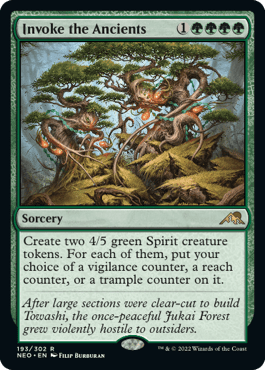 Invoke the Ancients 1
Sorcery
Create two 4/5 green Spirit creature
tokens. For each of them, put your
choice of a vigilance counter, a reach
counter, or a trample counter on it.
After large sections were clear-cut to build
Towashi, the once-peaceful Jukai Forest
grew violently hostile to outsiders.
193/302 R
NEO • EN Filip Burburan
™ & © 2022 Wizards of the Coast